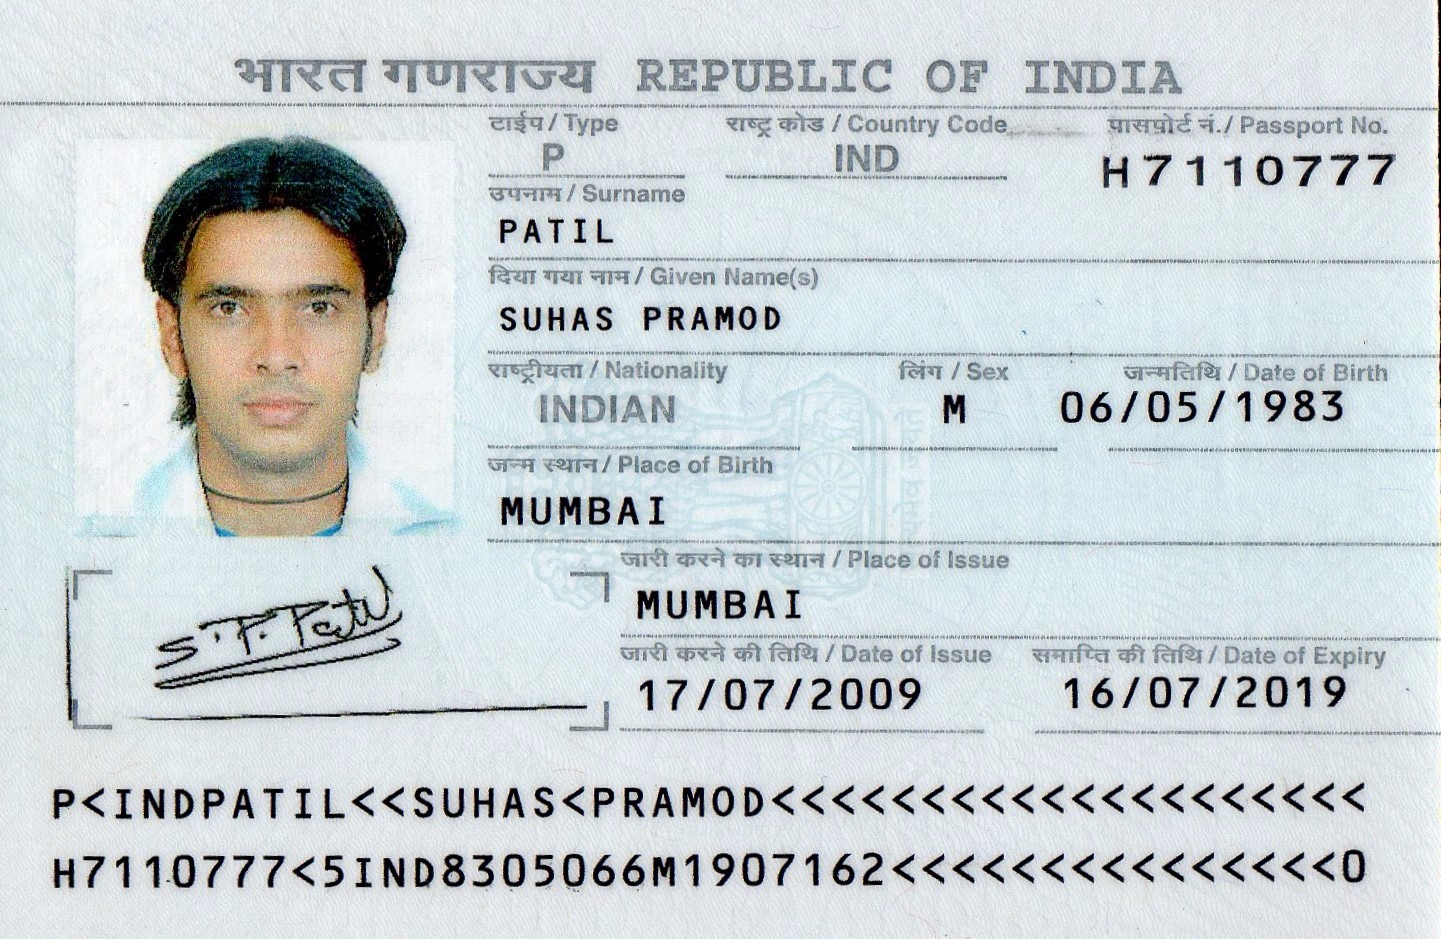 भारत गणराज्य REPUBLIC OF INDIA
टाईप / Type राष्ट्र कोड / Country Code पासपोर्ट नं. / Passport No.
P IND H7110777
उपनाम / Surname
PATIL
दिया गया नाम / Given Name(s)
SUHAS PRAMOD
राष्ट्रीयता / Nationality लिंग / Sex जन्मतिथि / Date of Birth
INDIAN M 06/05/1983
जन्म स्थान / Place of Birth
MUMBAI
जारी करने का स्थान / Place of Issue
MUMBAI
S.P.Patil
जारी करने की तिथि / Date of Issue समाप्ति की तिथि / Date of Expiry
17/07/2009 16/07/2019
P<INDPATIL<<SUHAS<PRAMOD<<<<<<<<<<<<<<<<<<<<
H7110777<5IND8305066M1907162<<<<<<<<<<<<<<<0